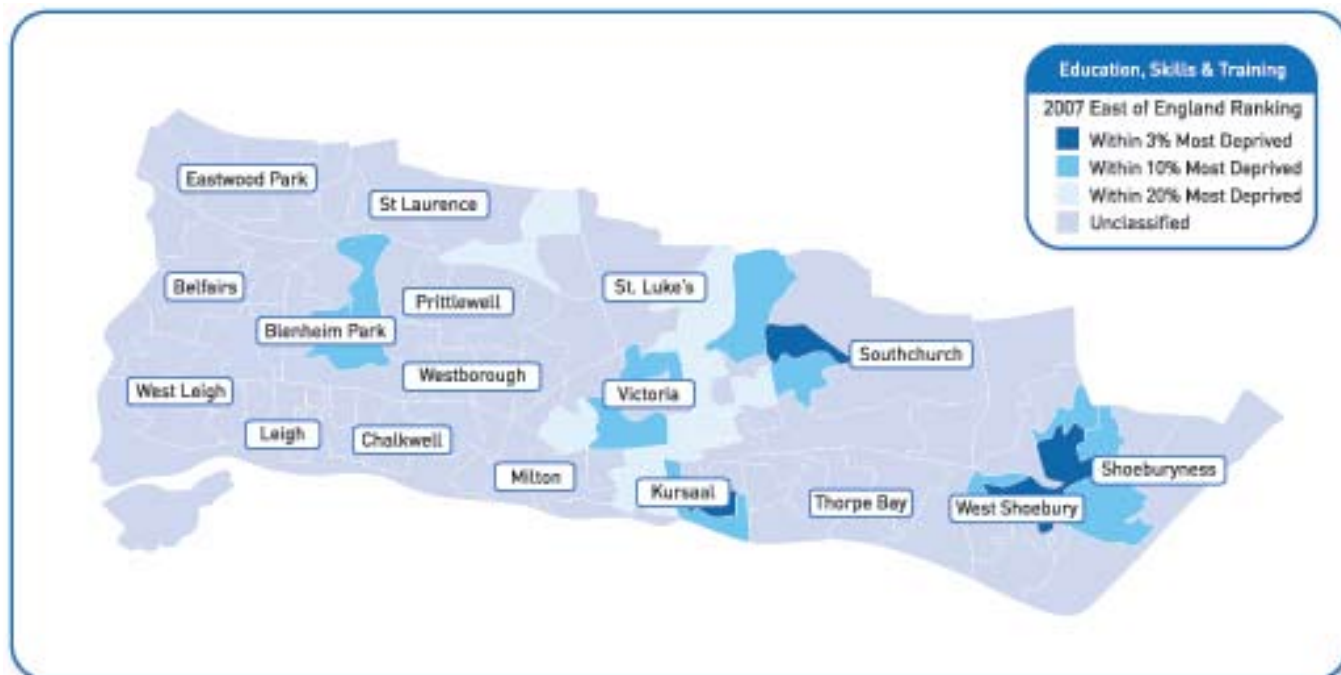 Education, Skills & Training
2007 East of England Ranking
Within 3% Most Deprived
Within 10% Most Deprived
Within 20% Most Deprived
Unclassified
Eastwood Park
St Laurence
Belfairs
Prittlewell
St. Luke's
Blenheim Park
Southchurch
West Leigh
Westborough
Victoria
Leigh
Chalkwell
Milton
Kursaal
Thorpe Bay
West Shoebury
Shoeburyness